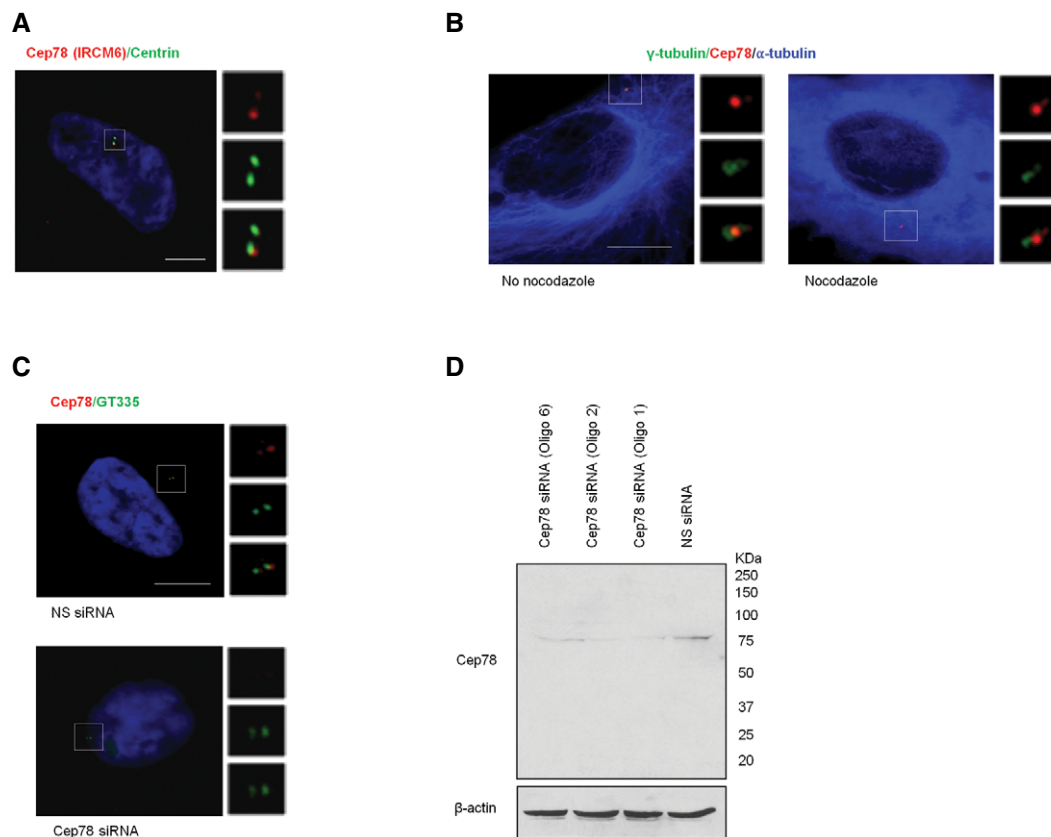 A
Cep78 (IRCM6)/Centrin
B
γ-tubulin/Cep78/α-tubulin
No nocodazole
Nocodazole
C
Cep78/GT335
NS siRNA
Cep78 siRNA
D
Cep78 siRNA (Oligo 6)
Cep78 siRNA (Oligo 2)
Cep78 siRNA (Oligo 1)
NS siRNA
KDa
250
150
100
75
50
37
25
20
Cep78
β-actin